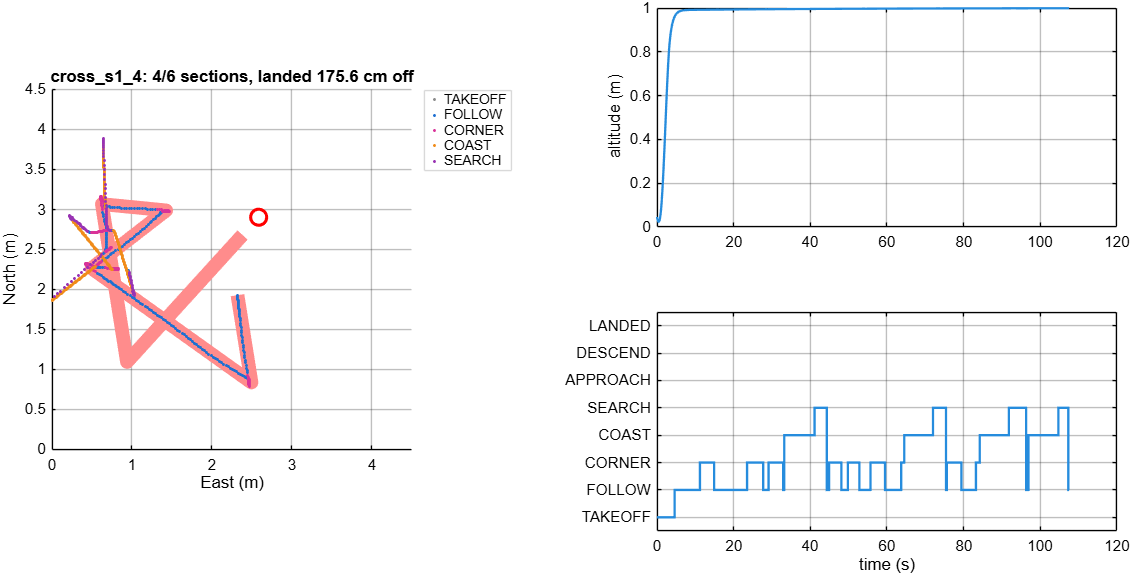 cross_s1_4: 4/6 sections, landed 175.6 cm off
4.5
4
3.5
3
2.5
2
1.5
1
0.5
0
North (m)
0
1
2
3
4
East (m)
TAKEOFF
FOLLOW
CORNER
COAST
SEARCH
1
0.8
0.6
0.4
0.2
0
altitude (m)
0
20
40
60
80
100
120
LANDED
DESCEND
APPROACH
SEARCH
COAST
CORNER
FOLLOW
TAKEOFF
0
20
40
60
80
100
120
time (s)